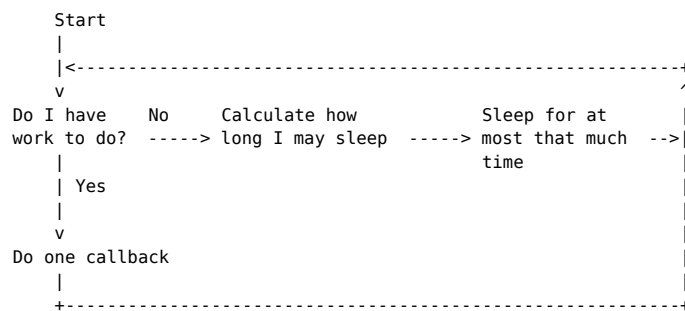 Start
Do I have No Calculate how Sleep for at
work to do? -----> long I may sleep -----> most that much -->
time
Yes
Do one callback